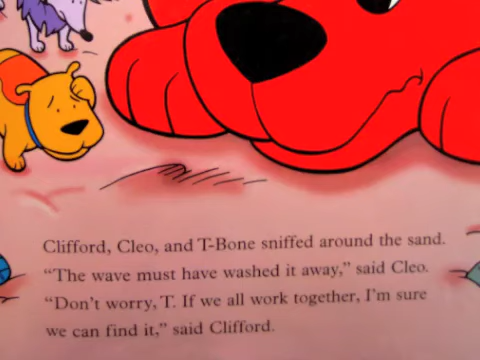 Clifford, Cleo, and T-Bone sniffed around the sand.
“The wave must have washed it away,” said Cleo.
“Don’t worry, T. If we all work together, I’m sure
we can find it,” said Clifford.